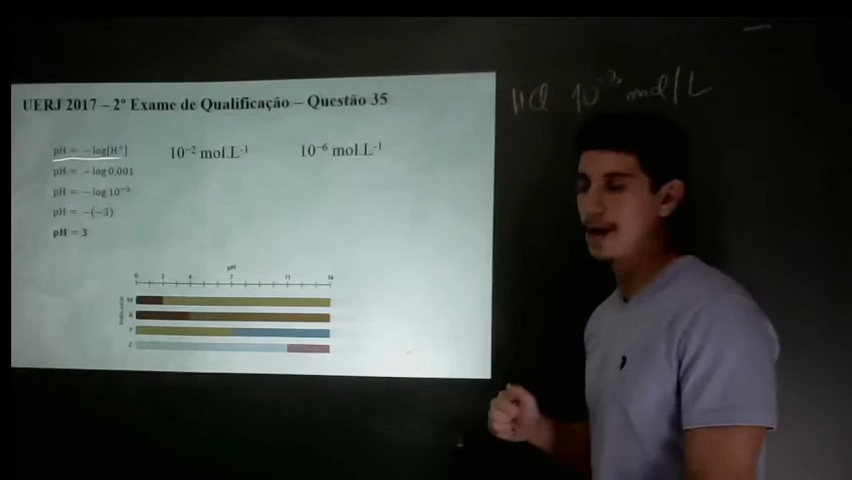 UERJ 2017 – 2º Exame de Qualificação – Questão 35
pH = − log[H⁺]
pH = − log 0,001
pH = − log 10⁻³
pH = −(−3)
pH = 3
10⁻² mol.L⁻¹
10⁻⁶ mol.L⁻¹
HCl 10⁻³ mol/L
pH
0 2 4 7 11 14
Indicador
W
X
Y
Z